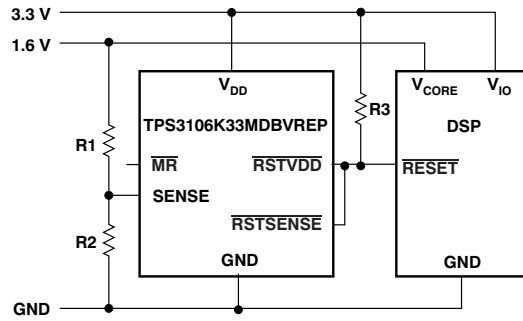 3.3 V
1.6 V
VDD
VCORE VIO
TPS3106K33MDBVREP
R3
DSP
R1
MR
RSTVDD
RESET
SENSE
R2
RSTSENSE
GND
GND
GND